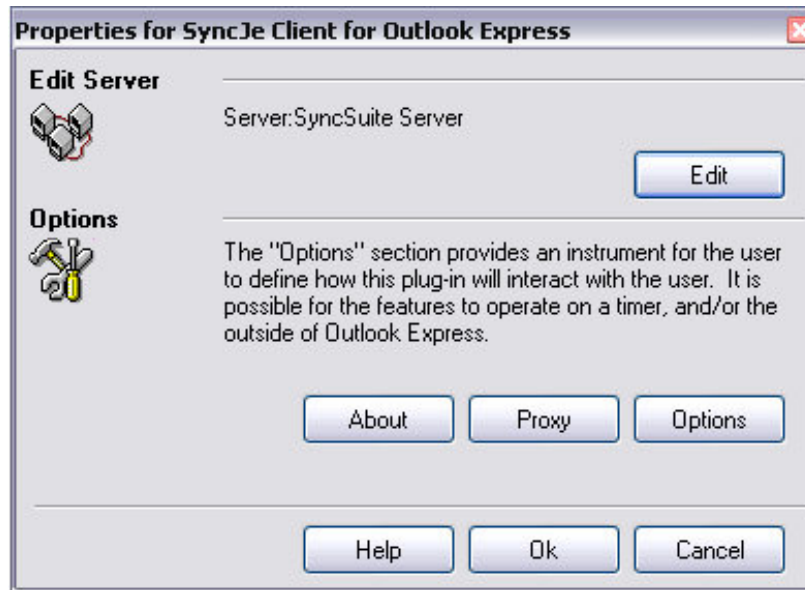 Properties for SyncJe Client for Outlook Express
Edit Server
Server:SyncSuite Server
Edit
Options
The "Options" section provides an instrument for the user
to define how this plug-in will interact with the user. It is
possible for the features to operate on a timer, and/or the
outside of Outlook Express.
About Proxy Options
Help Ok Cancel